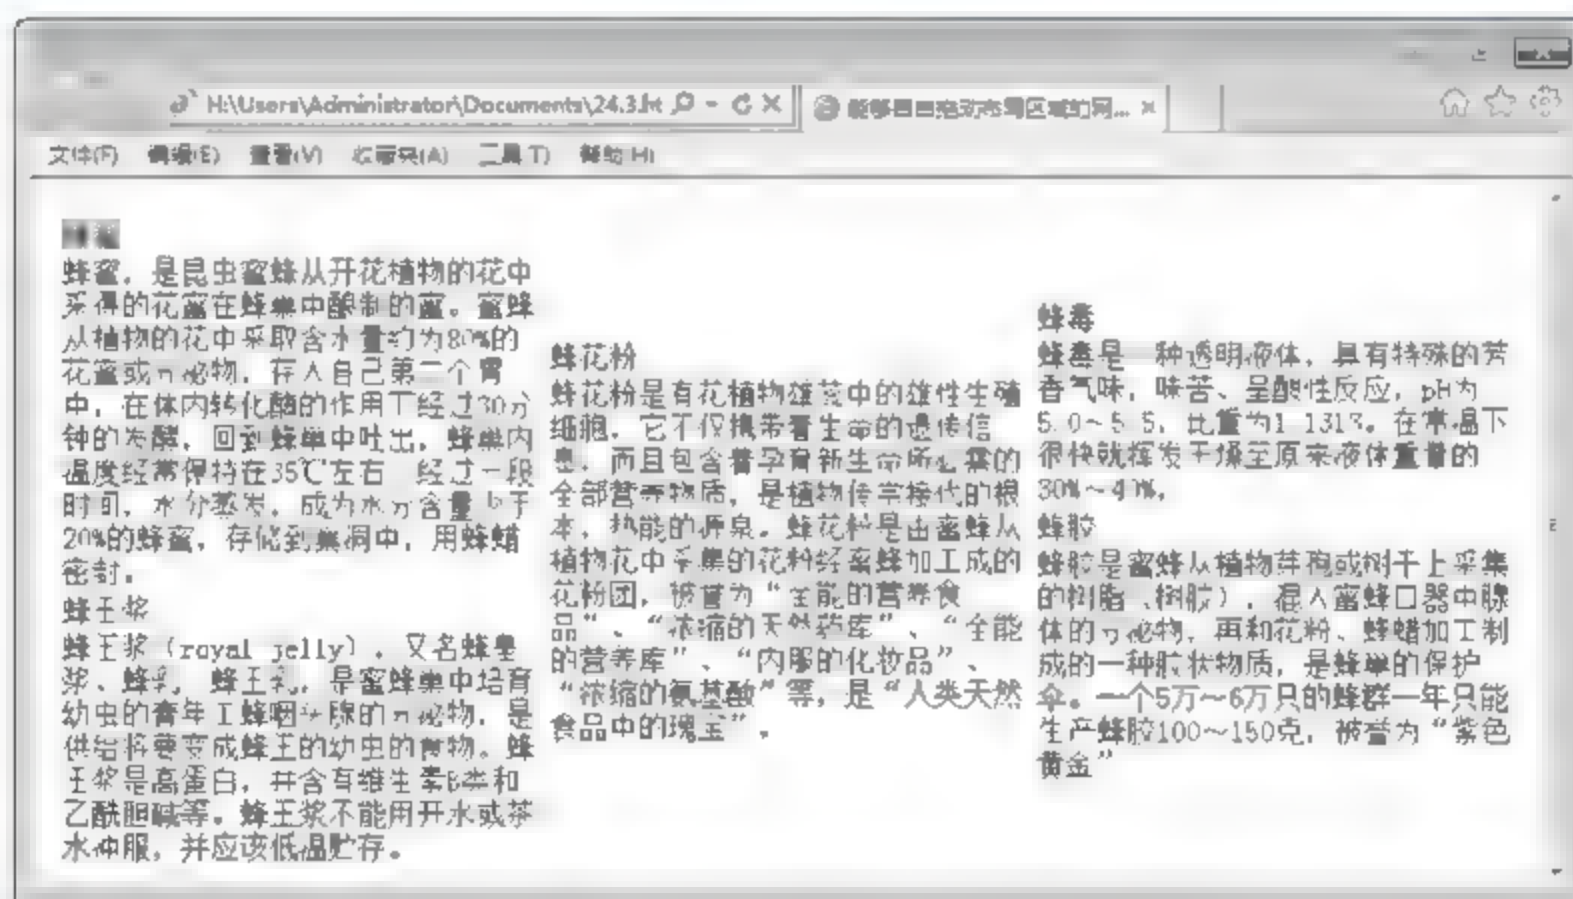 H:\Users\Administrator\Documents\24.3.ht
能够自由拖动布局区域的网...
文件(F) 编辑(E) 查看(V) 收藏夹(A) 工具(T) 帮助(H)
蜂蜜，是昆虫蜜蜂从开花植物的花中
采得的花蜜在蜂巢中酿制的蜜。蜜蜂
从植物的花中采取含水量约为80%的
花蜜或分泌物，存入自己第二个胃
中，在体内转化酶的作用下经过30分
钟的发酵，回到蜂巢中吐出，蜂巢内
温度经常保持在35℃左右 经过一段
时间，水分蒸发，成为水分含量少于
20%的蜂蜜，存储到巢洞中，用蜂蜡
密封。
蜂王浆
蜂王浆（royal jelly），又名蜂皇
浆、蜂乳、蜂王乳，是蜜蜂巢中培育
幼虫的青年工蜂咽头腺的分泌物，是
供给将要变成蜂王的幼虫的食物。蜂
王浆是高蛋白，并含有维生素B类和
乙酰胆碱等。蜂王浆不能用开水或茶
水冲服，并应该低温贮存。
蜂花粉
蜂花粉是有花植物雄蕊中的雄性生殖
细胞，它不仅携带着生命的遗传信
息，而且包含着孕育新生命所必需的
全部营养物质，是植物传宗接代的根
本，热能的源泉。蜂花粉是由蜜蜂从
植物花中采集的花粉经蜜蜂加工成的
花粉团，被誉为“全能的营养食
品”、“浓缩的天然药库”、“全能
的营养库”、“内服的化妆品”、
“浓缩的氨基酸”等，是“人类天然
食品中的瑰宝”。
蜂毒
蜂毒是一种透明液体，具有特殊的芳
香气味，味苦、呈酸性反应，pH为
5.0～5.5，比重为1.1313。在常温下
很快就挥发干燥至原来液体重量的
30%～40%。
蜂胶
蜂胶是蜜蜂从植物芽孢或树干上采集
的树脂（树胶），混入蜜蜂口器中腺
体的分泌物，再和花粉、蜂蜡加工制
成的一种胶状物质，是蜂巢的保护
伞。一个5万～6万只的蜂群一年只能
生产蜂胶100～150克，被誉为“紫色
黄金”